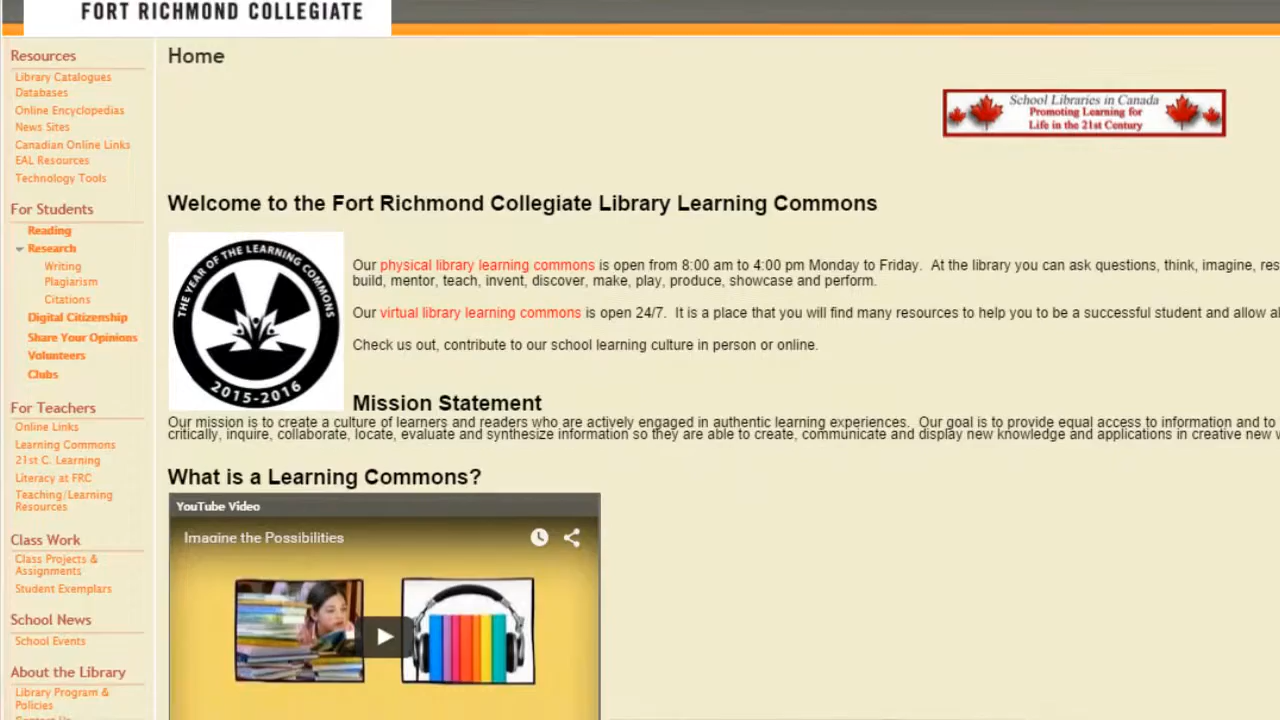 FORT RICHMOND COLLEGIATE
Resources
Library Catalogues
Databases
Online Encyclopedias
News Sites
Canadian Online Links
EAL Resources
Technology Tools
For Students
Reading
Research
Writing
Plagiarism
Citations
Digital Citizenship
Share Your Opinions
Volunteers
Clubs
For Teachers
Online Links
Learning Commons
21st C. Learning
Literacy at FRC
Teaching/Learning
Resources
Class Work
Class Projects &
Assignments
Student Exemplars
School News
School Events
About the Library
Library Program &
Policies
Home
School Libraries in Canada
Promoting Learning for
Life in the 21st Century
Welcome to the Fort Richmond Collegiate Library Learning Commons
THE YEAR OF THE LEARNING COMMONS
2015-2016
Our physical library learning commons is open from 8:00 am to 4:00 pm Monday to Friday. At the library you can ask questions, think, imagine, res
build, mentor, teach, invent, discover, make, play, produce, showcase and perform.
Our virtual library learning commons is open 24/7. It is a place that you will find many resources to help you to be a successful student and allow al
Check us out, contribute to our school learning culture in person or online.
Mission Statement
Our mission is to create a culture of learners and readers who are actively engaged in authentic learning experiences. Our goal is to provide equal access to information and to
critically, inquire, collaborate, locate, evaluate and synthesize information so they are able to create, communicate and display new knowledge and applications in creative new w
What is a Learning Commons?
YouTube Video
Imagine the Possibilities